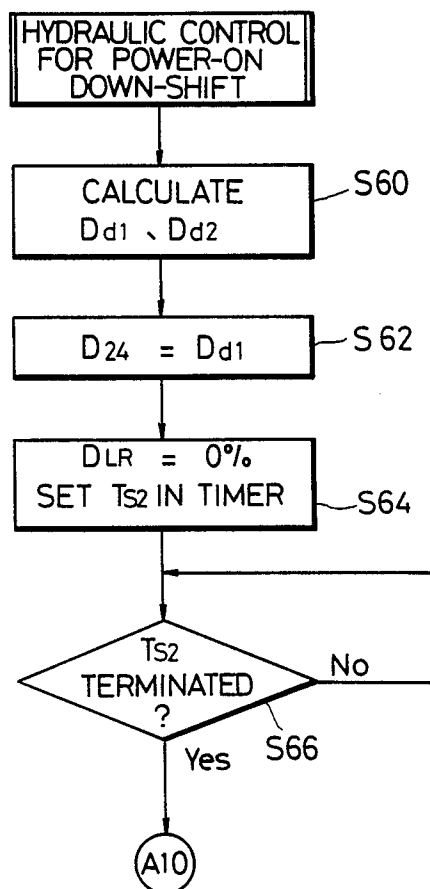 HYDRAULIC CONTROL
FOR POWER-ON
DOWN-SHIFT
CALCULATE
Dd1、Dd2
S60
D24 = Dd1
S62
DLR = 0%
SET TS2 IN TIMER
S64
TS2
TERMINATED
?
No
S66
Yes
A10